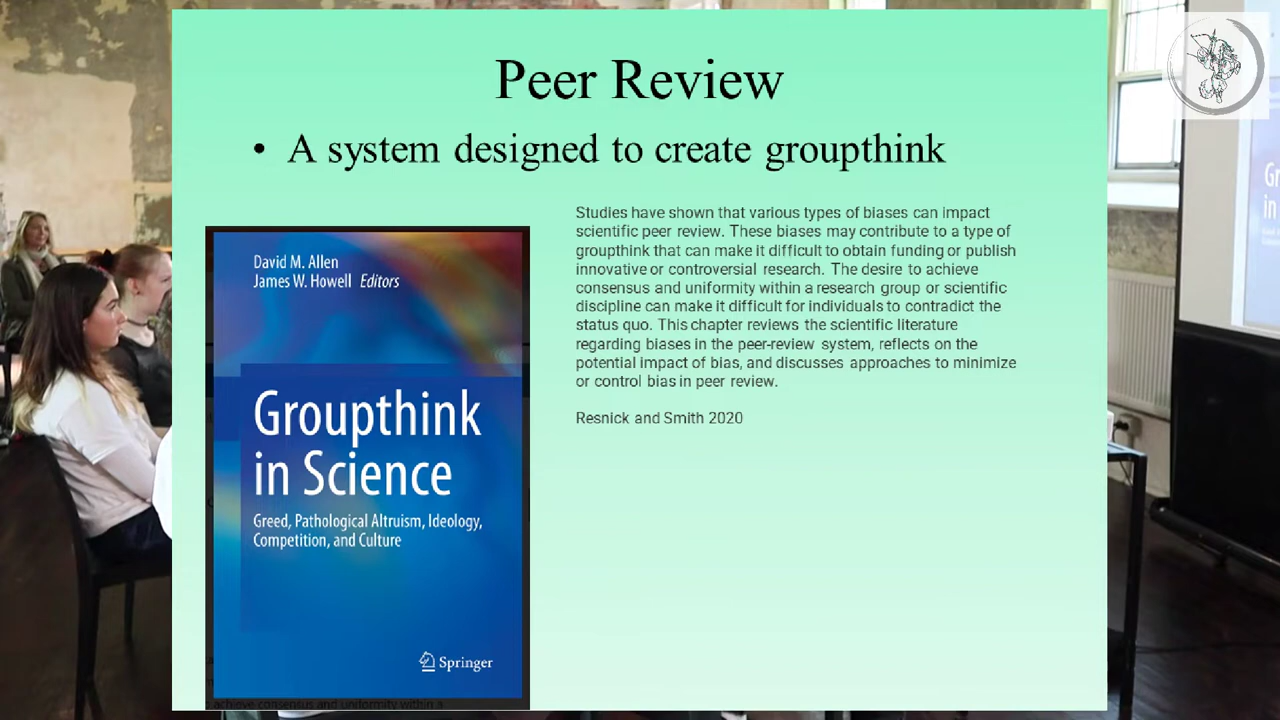 Peer Review
• A system designed to create groupthink
Studies have shown that various types of biases can impact
scientific peer review. These biases may contribute to a type of
groupthink that can make it difficult to obtain funding or publish
innovative or controversial research. The desire to achieve
consensus and uniformity within a research group or scientific
discipline can make it difficult for individuals to contradict the
status quo. This chapter reviews the scientific literature
regarding biases in the peer-review system, reflects on the
potential impact of bias, and discusses approaches to minimize
or control bias in peer review.
Resnick and Smith 2020
David M. Allen
James W. Howell Editors
Groupthink
in Science
Greed, Pathological Altruism, Ideology,
Competition, and Culture
Springer
achieve consensus and uniformity within a